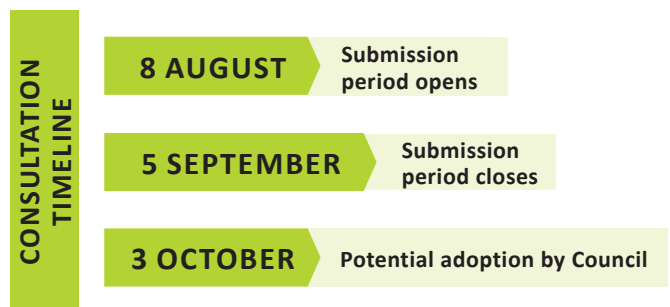 CONSULTATION
TIMELINE
8 AUGUST
Submission
period opens
5 SEPTEMBER
Submission
period closes
3 OCTOBER
Potential adoption by Council